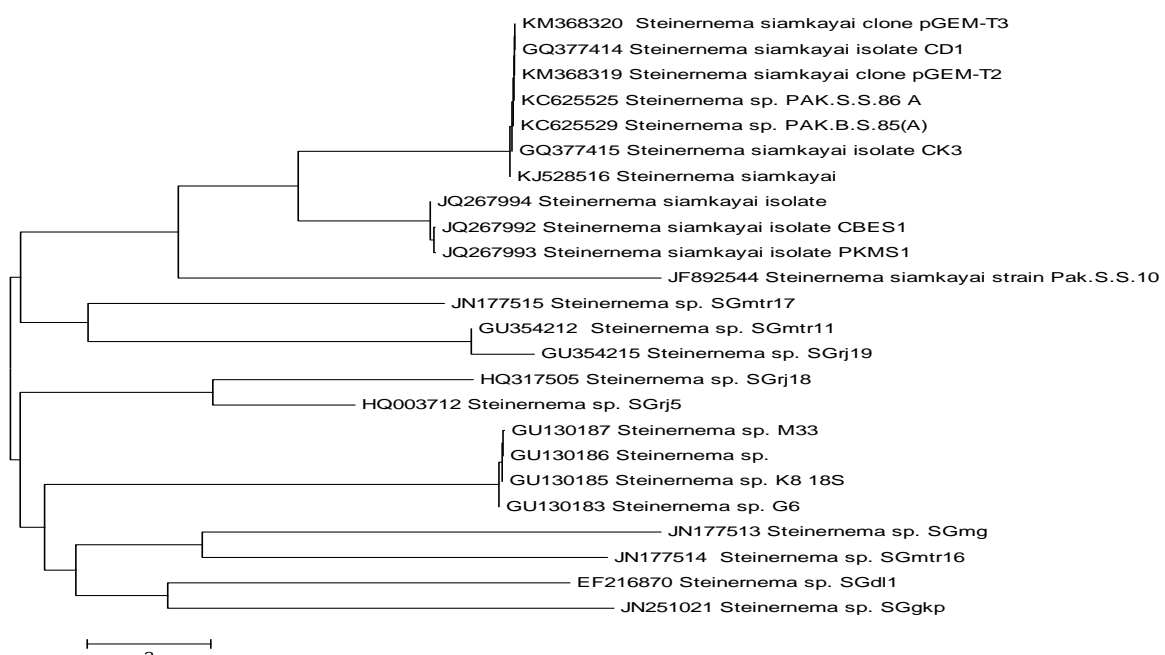 KM368320 Steinernema siamkayai clone pGEM-T3
GQ377414 Steinernema siamkayai isolate CD1
KM368319 Steinernema siamkayai clone pGEM-T2
KC625525 Steinernema sp. PAK.S.S.86 A
KC625529 Steinernema sp. PAK.B.S.85(A)
GQ377415 Steinernema siamkayai isolate CK3
KJ528516 Steinernema siamkayai
JQ267994 Steinernema siamkayai isolate
JQ267992 Steinernema siamkayai isolate CBES1
JQ267993 Steinernema siamkayai isolate PKMS1
JF892544 Steinernema siamkayai strain Pak.S.S.10
JN177515 Steinernema sp. SGmtr17
GU354212 Steinernema sp. SGmtr11
GU354215 Steinernema sp. SGrj19
HQ317505 Steinernema sp. SGrj18
HQ003712 Steinernema sp. SGrj5
GU130187 Steinernema sp. M33
GU130186 Steinernema sp.
GU130185 Steinernema sp. K8 18S
GU130183 Steinernema sp. G6
JN177513 Steinernema sp. SGmg
JN177514 Steinernema sp. SGmtr16
EF216870 Steinernema sp. SGdl1
JN251021 Steinernema sp. SGgkp